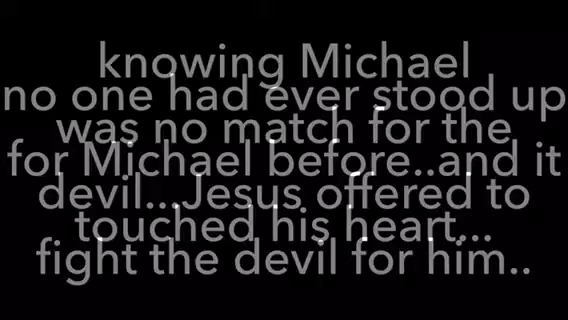 knowing Michael
no one had ever stood up
was no match for the
for Michael before..and it
devil...Jesus offered to
touched his heart...
fight the devil for him..